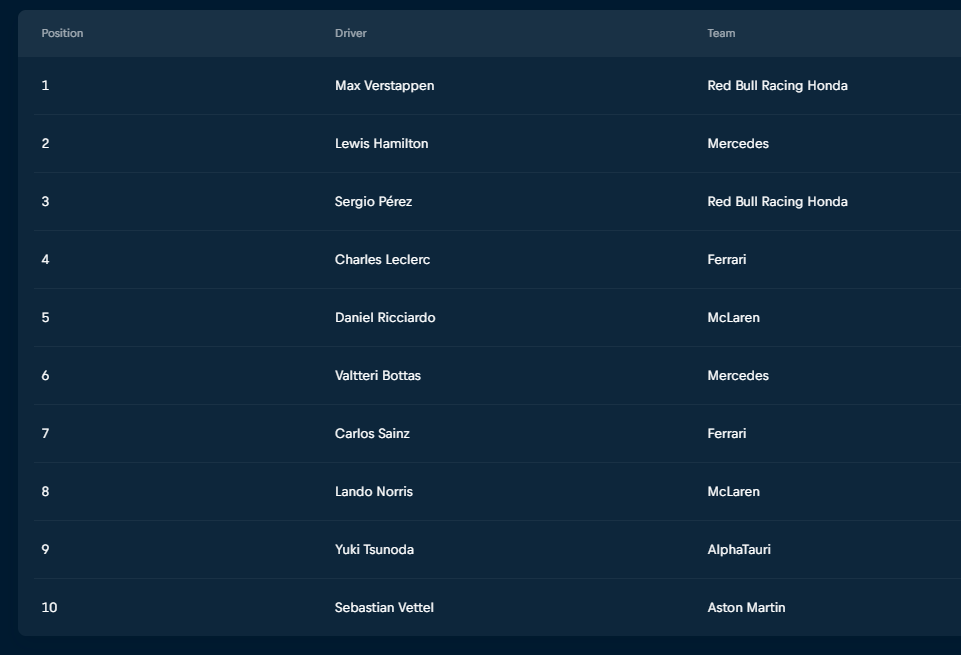 Position Driver Team
1 Max Verstappen Red Bull Racing Honda
2 Lewis Hamilton Mercedes
3 Sergio Pérez Red Bull Racing Honda
4 Charles Leclerc Ferrari
5 Daniel Ricciardo McLaren
6 Valtteri Bottas Mercedes
7 Carlos Sainz Ferrari
8 Lando Norris McLaren
9 Yuki Tsunoda AlphaTauri
10 Sebastian Vettel Aston Martin